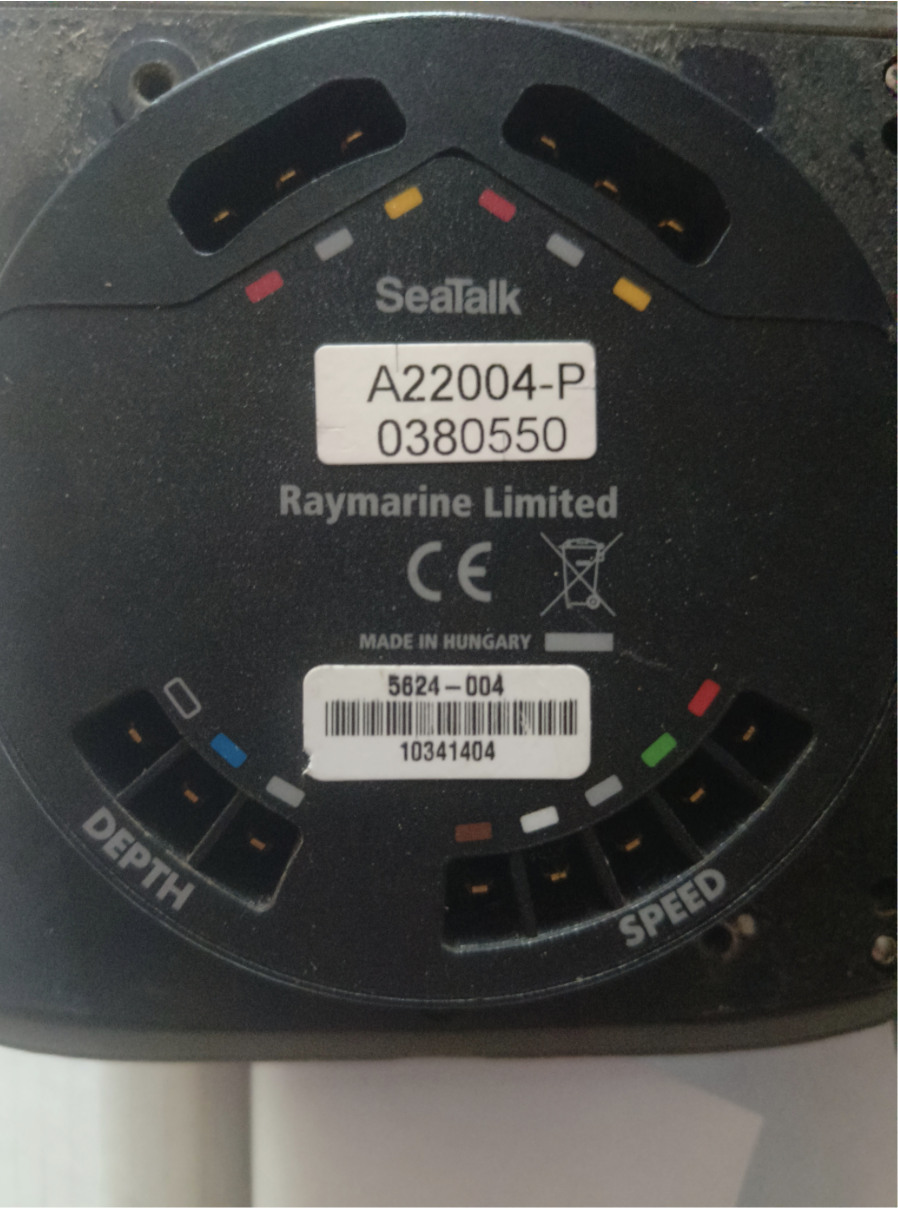 SeaTalk
A22004-P
0380550
Raymarine Limited
CE
MADE IN HUNGARY
5624-004
10341404
DEPTH
SPEED